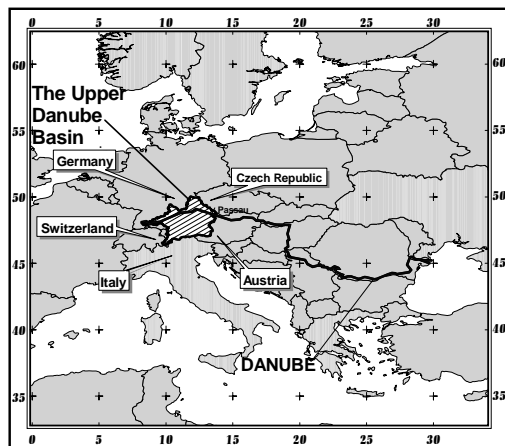 0 5 10 15 20 25 30
60 60
The Upper
Danube
Basin
55 55
Germany
Czech Republic
50 50
Passau
Switzerland
45 45
Italy
Austria
40 40
DANUBE
35 35
0 5 10 15 20 25 30